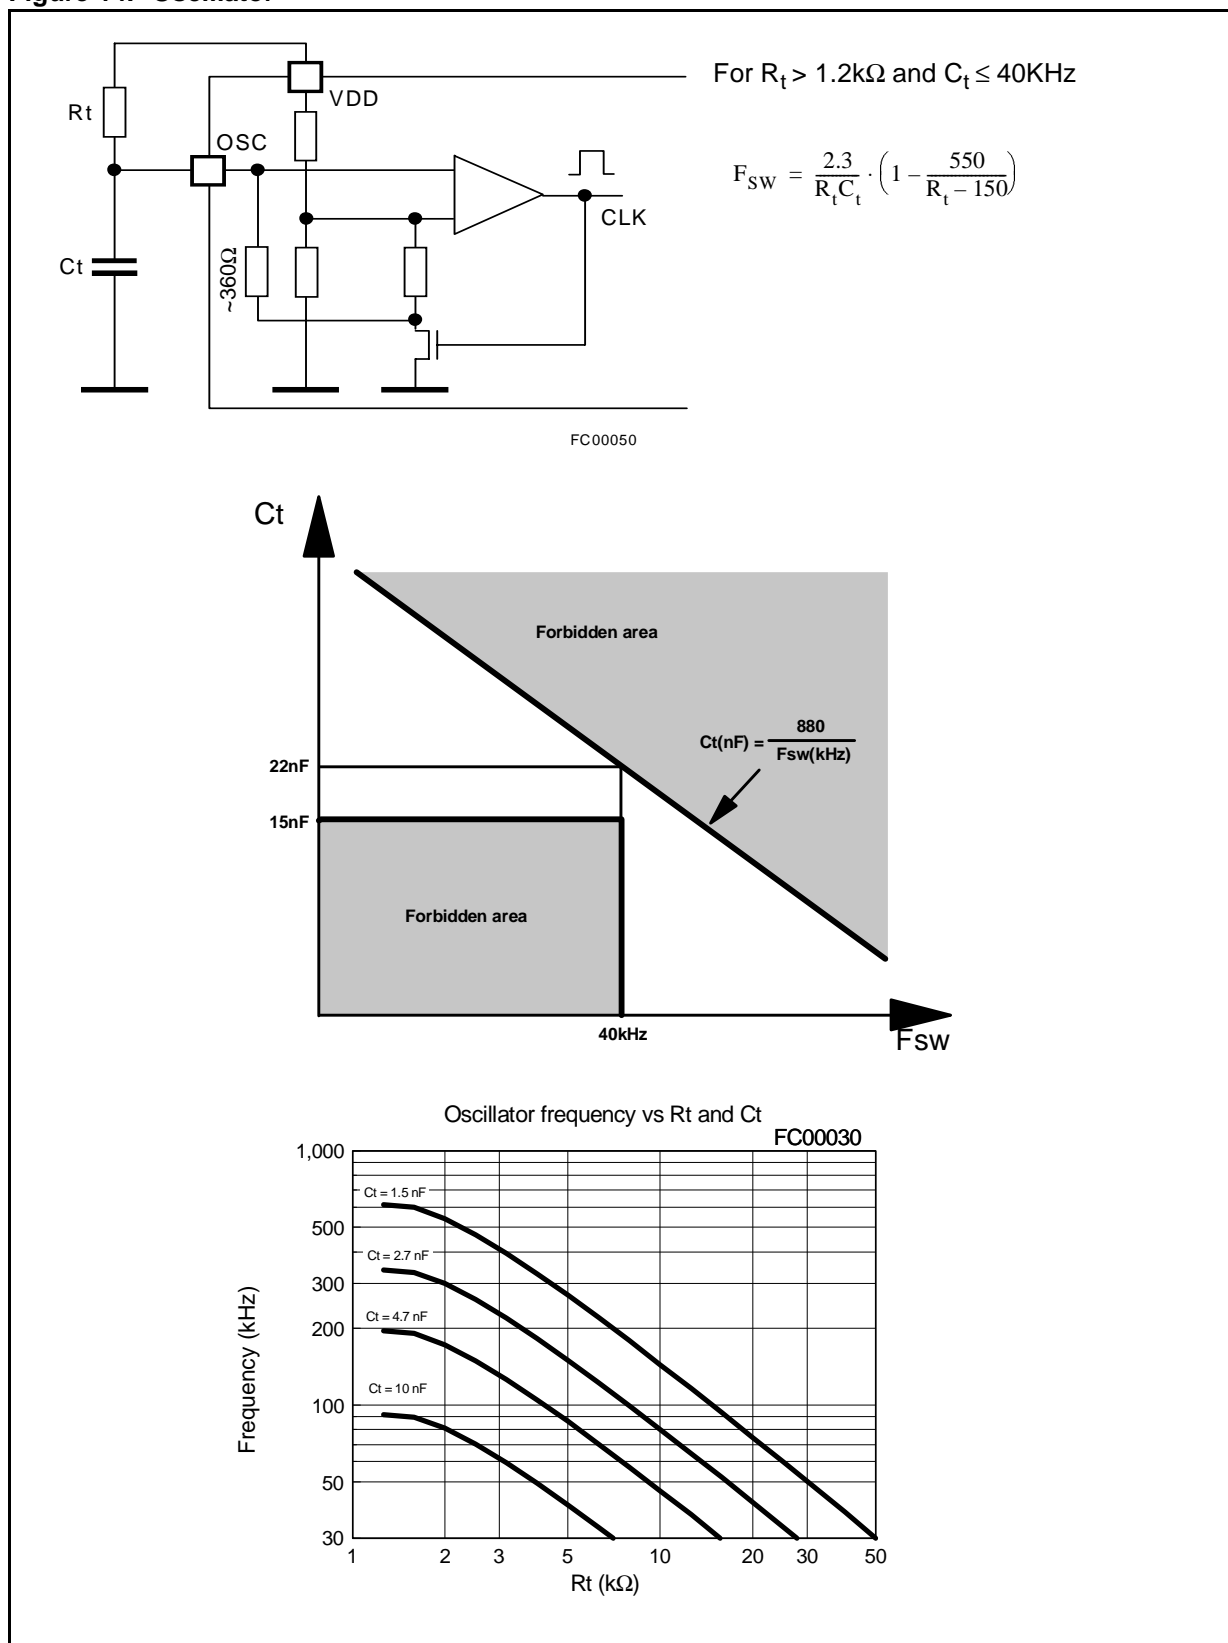 Rt
VDD
OSC
Ct
~360Ω
CLK
FC00050
For Rt > 1.2kΩ and Ct ≤ 40KHz
FSW = 2.3 / RtCt · (1 − 550 / Rt − 150)
Ct
Forbidden area
Ct(nF) = 880 / Fsw(kHz)
22nF
15nF
Forbidden area
40kHz
Fsw
Oscillator frequency vs Rt and Ct
FC00030
1,000
Ct = 1.5 nF
500
Ct = 2.7 nF
300
Ct = 4.7 nF
200
Ct = 10 nF
100
50
30
Frequency (kHz)
1 2 3 5 10 20 30 50
Rt (kΩ)